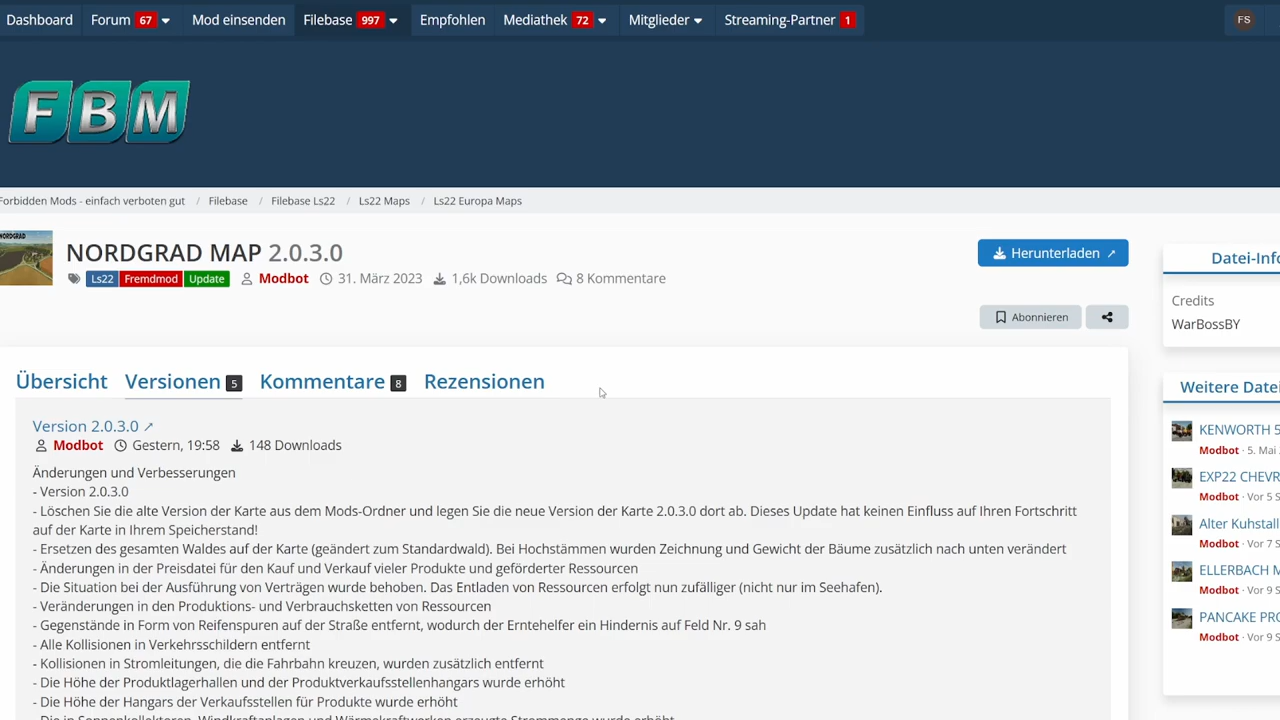 Dashboard Forum 67 Mod einsenden Filebase 997 Empfohlen Mediathek 72 Mitglieder Streaming-Partner 1 FS
FBM
Forbidden Mods - einfach verboten gut / Filebase / Filebase Ls22 / Ls22 Maps / Ls22 Europa Maps
NORDGRAD
NORDGRAD MAP 2.0.3.0
Ls22 Fremdmod Update Modbot 31. März 2023 1,6k Downloads 8 Kommentare
Herunterladen
Abonnieren
Übersicht Versionen 5 Kommentare 8 Rezensionen
Version 2.0.3.0
Modbot Gestern, 19:58 148 Downloads
Änderungen und Verbesserungen
- Version 2.0.3.0
- Löschen Sie die alte Version der Karte aus dem Mods-Ordner und legen Sie die neue Version der Karte 2.0.3.0 dort ab. Dieses Update hat keinen Einfluss auf Ihren Fortschritt
auf der Karte in Ihrem Speicherstand!
- Ersetzen des gesamten Waldes auf der Karte (geändert zum Standardwald). Bei Hochstämmen wurden Zeichnung und Gewicht der Bäume zusätzlich nach unten verändert
- Änderungen in der Preisdatei für den Kauf und Verkauf vieler Produkte und geförderter Ressourcen
- Die Situation bei der Ausführung von Verträgen wurde behoben. Das Entladen von Ressourcen erfolgt nun zufälliger (nicht nur im Seehafen).
- Veränderungen in den Produktions- und Verbrauchsketten von Ressourcen
- Gegenstände in Form von Reifenspuren auf der Straße entfernt, wodurch der Erntehelfer ein Hindernis auf Feld Nr. 9 sah
- Alle Kollisionen in Verkehrsschildern entfernt
- Kollisionen in Stromleitungen, die die Fahrbahn kreuzen, wurden zusätzlich entfernt
- Die Höhe der Produktlagerhallen und der Produktverkaufsstellenhangars wurde erhöht
- Die Höhe der Hangars der Verkaufsstellen für Produkte wurde erhöht
- Die in Sonnenkollektoren, Windkraftanlagen und Wärmekraftwerken erzeugte Strommenge wurde erhöht
Datei-Info
Credits
WarBossBY
Weitere Datei
KENWORTH 5
Modbot · 5. Mai 2
EXP22 CHEVR
Modbot · Vor 5 S
Alter Kuhstall
Modbot · Vor 7 S
ELLERBACH M
Modbot · Vor 9 S
PANCAKE PRO
Modbot · Vor 9 S